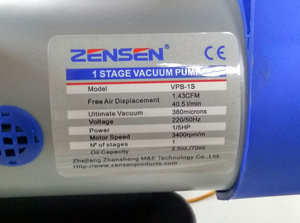 ZENSEN
CE
1 STAGE VACUUM PUMP
Model VPB-1S
Free Air Displacement 1.43CFM
40.5 l/min
Ultimate Vacuum 380microns
Voltage 220/50Hz
Power 1/5HP
Motor Speed 3400rpm/m
Nº of stages 1
Oil Capacity 2.5oz./70ml
Zhejiang Zhensheng M&E Technology Co.,Ltd.
www.zensenproducts.com